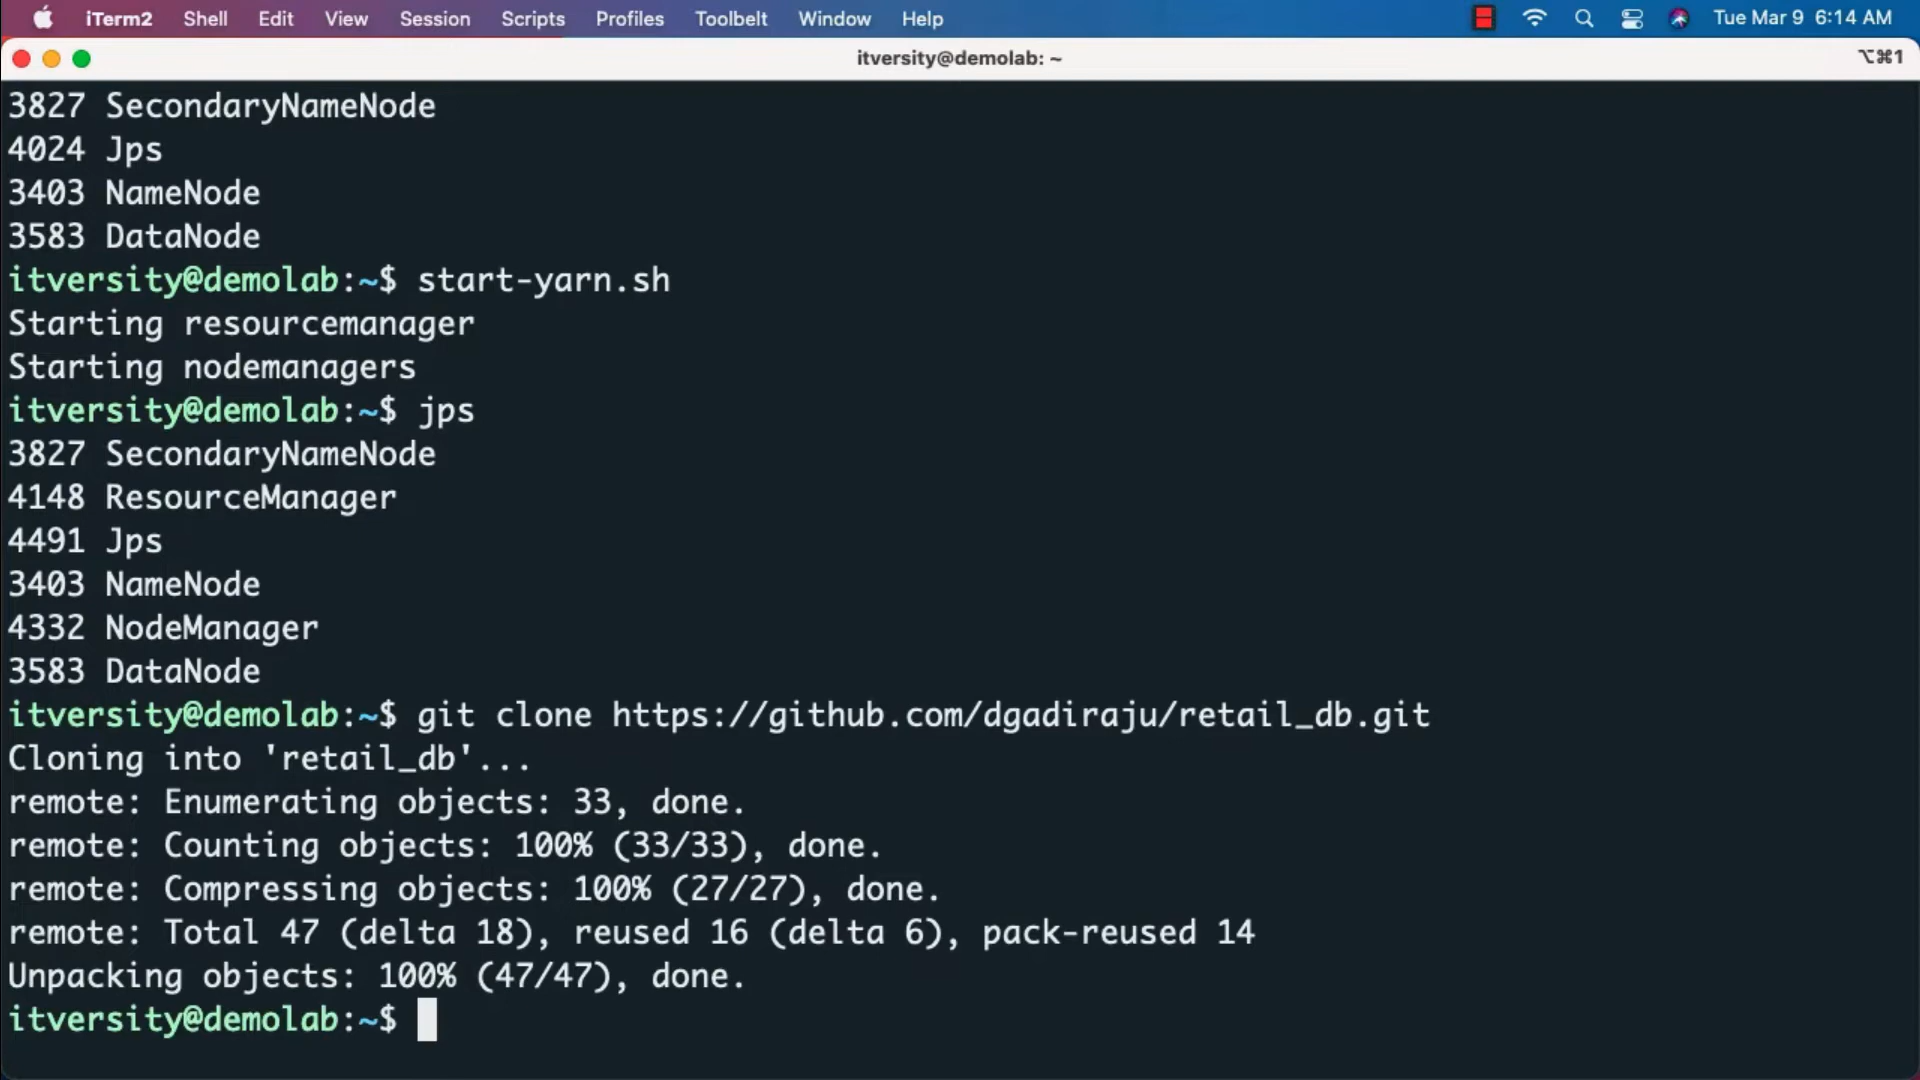 iTerm2 Shell Edit View Session Scripts Profiles Toolbelt Window Help Tue Mar 9 6:14 AM
itversity@demolab: ~ ⌥⌘1
3827 SecondaryNameNode
4024 Jps
3403 NameNode
3583 DataNode
itversity@demolab:~$ start-yarn.sh
Starting resourcemanager
Starting nodemanagers
itversity@demolab:~$ jps
3827 SecondaryNameNode
4148 ResourceManager
4491 Jps
3403 NameNode
4332 NodeManager
3583 DataNode
itversity@demolab:~$ git clone https://github.com/dgadiraju/retail_db.git
Cloning into 'retail_db'...
remote: Enumerating objects: 33, done.
remote: Counting objects: 100% (33/33), done.
remote: Compressing objects: 100% (27/27), done.
remote: Total 47 (delta 18), reused 16 (delta 6), pack-reused 14
Unpacking objects: 100% (47/47), done.
itversity@demolab:~$